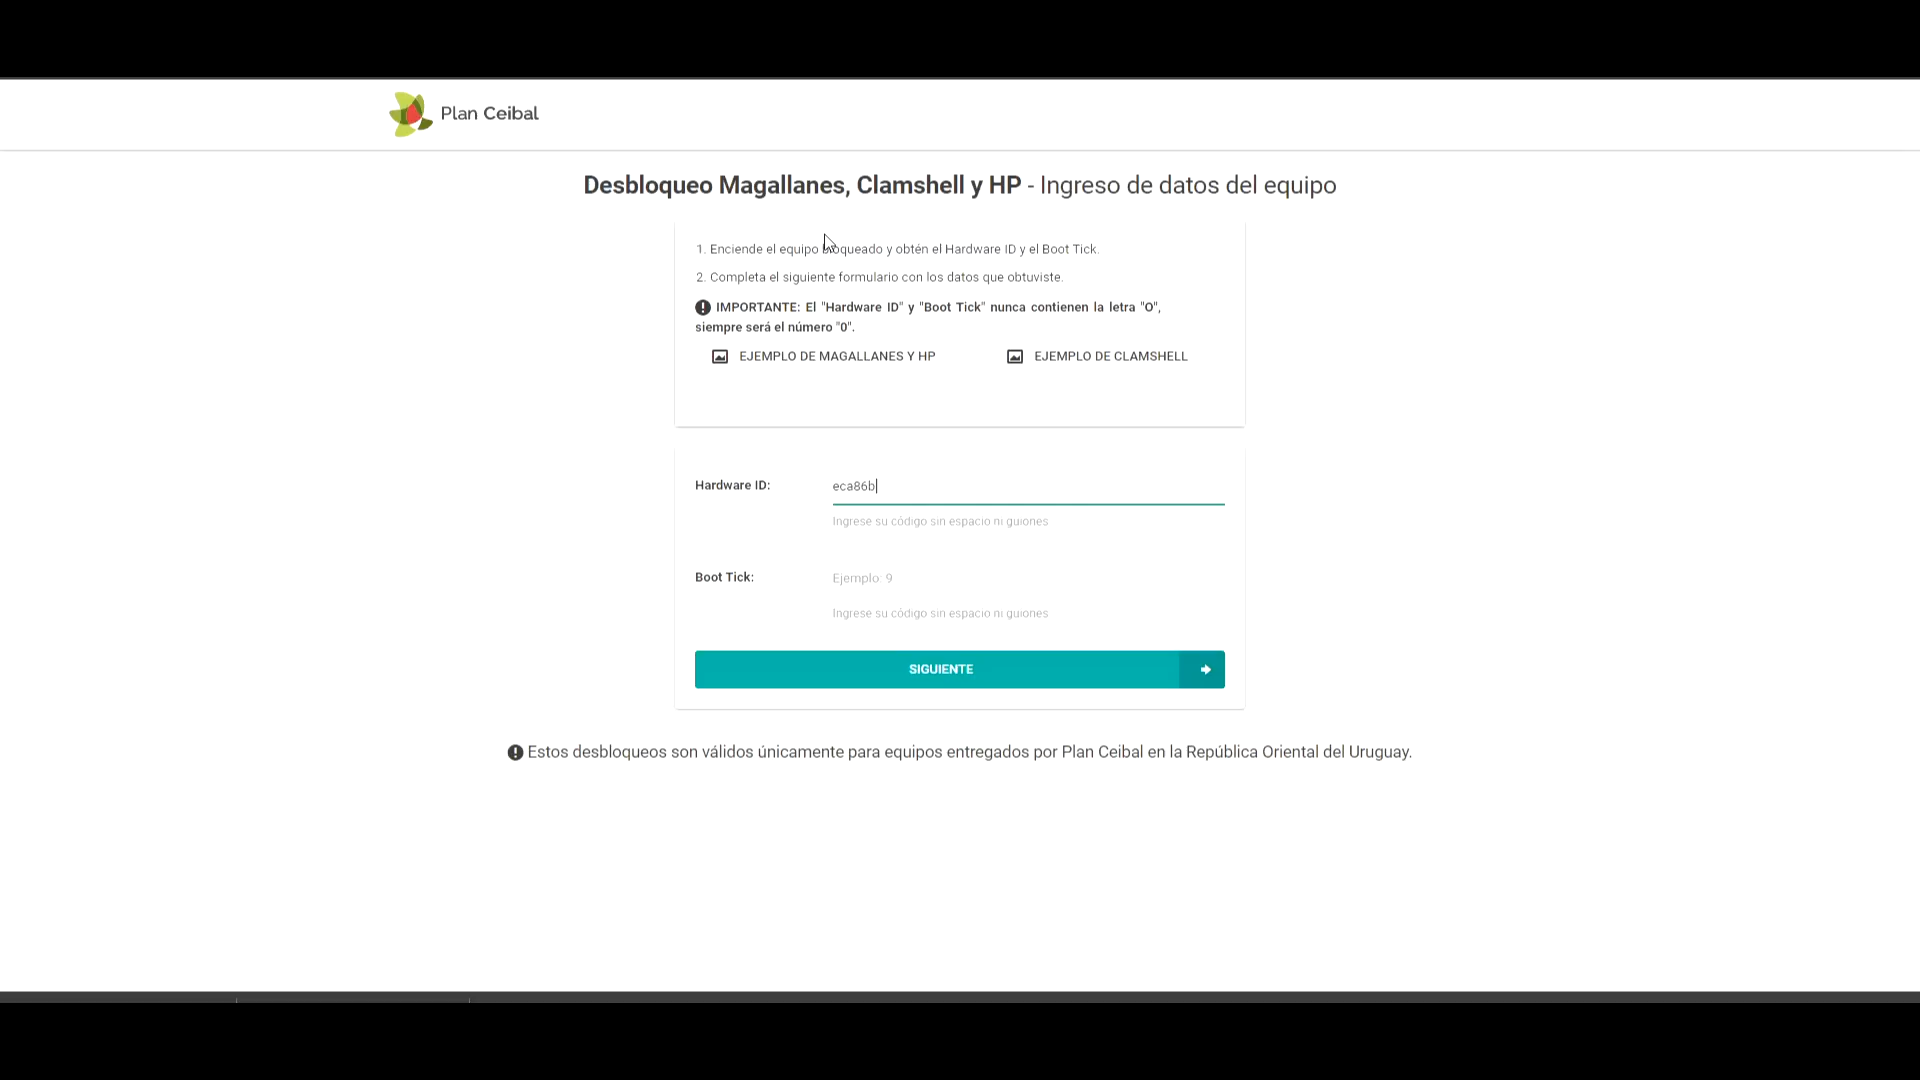 Plan Ceibal
Desbloqueo Magallanes, Clamshell y HP - Ingreso de datos del equipo
1. Enciende el equipo bloqueado y obtén el Hardware ID y el Boot Tick.
2. Completa el siguiente formulario con los datos que obtuviste.
IMPORTANTE: El "Hardware ID" y "Boot Tick" nunca contienen la letra "O",
siempre será el número "0".
EJEMPLO DE MAGALLANES Y HP
EJEMPLO DE CLAMSHELL
Hardware ID:
eca86b
Ingrese su código sin espacio ni guiones
Boot Tick:
Ejemplo: 9
Ingrese su código sin espacio ni guiones
SIGUIENTE
Estos desbloqueos son válidos únicamente para equipos entregados por Plan Ceibal en la República Oriental del Uruguay.